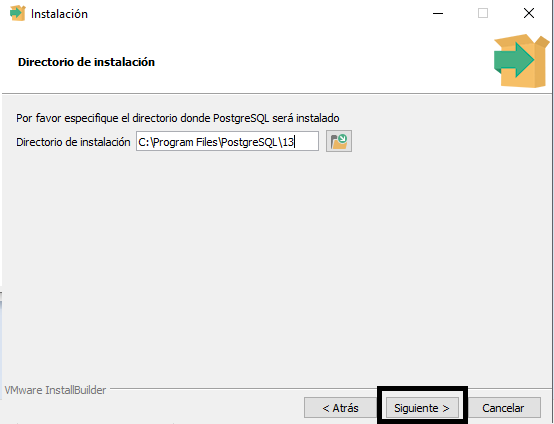 Instalación
Directorio de instalación
Por favor especifique el directorio donde PostgreSQL será instalado
Directorio de instalación C:\Program Files\PostgreSQL\13
VMware InstallBuilder
< Atrás Siguiente > Cancelar